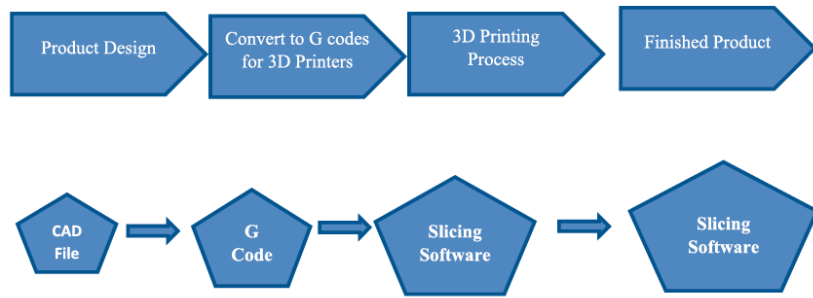 Product Design
Convert to G codes
for 3D Printers
3D Printing
Process
Finished Product
CAD
File
G
Code
Slicing
Software
Slicing
Software